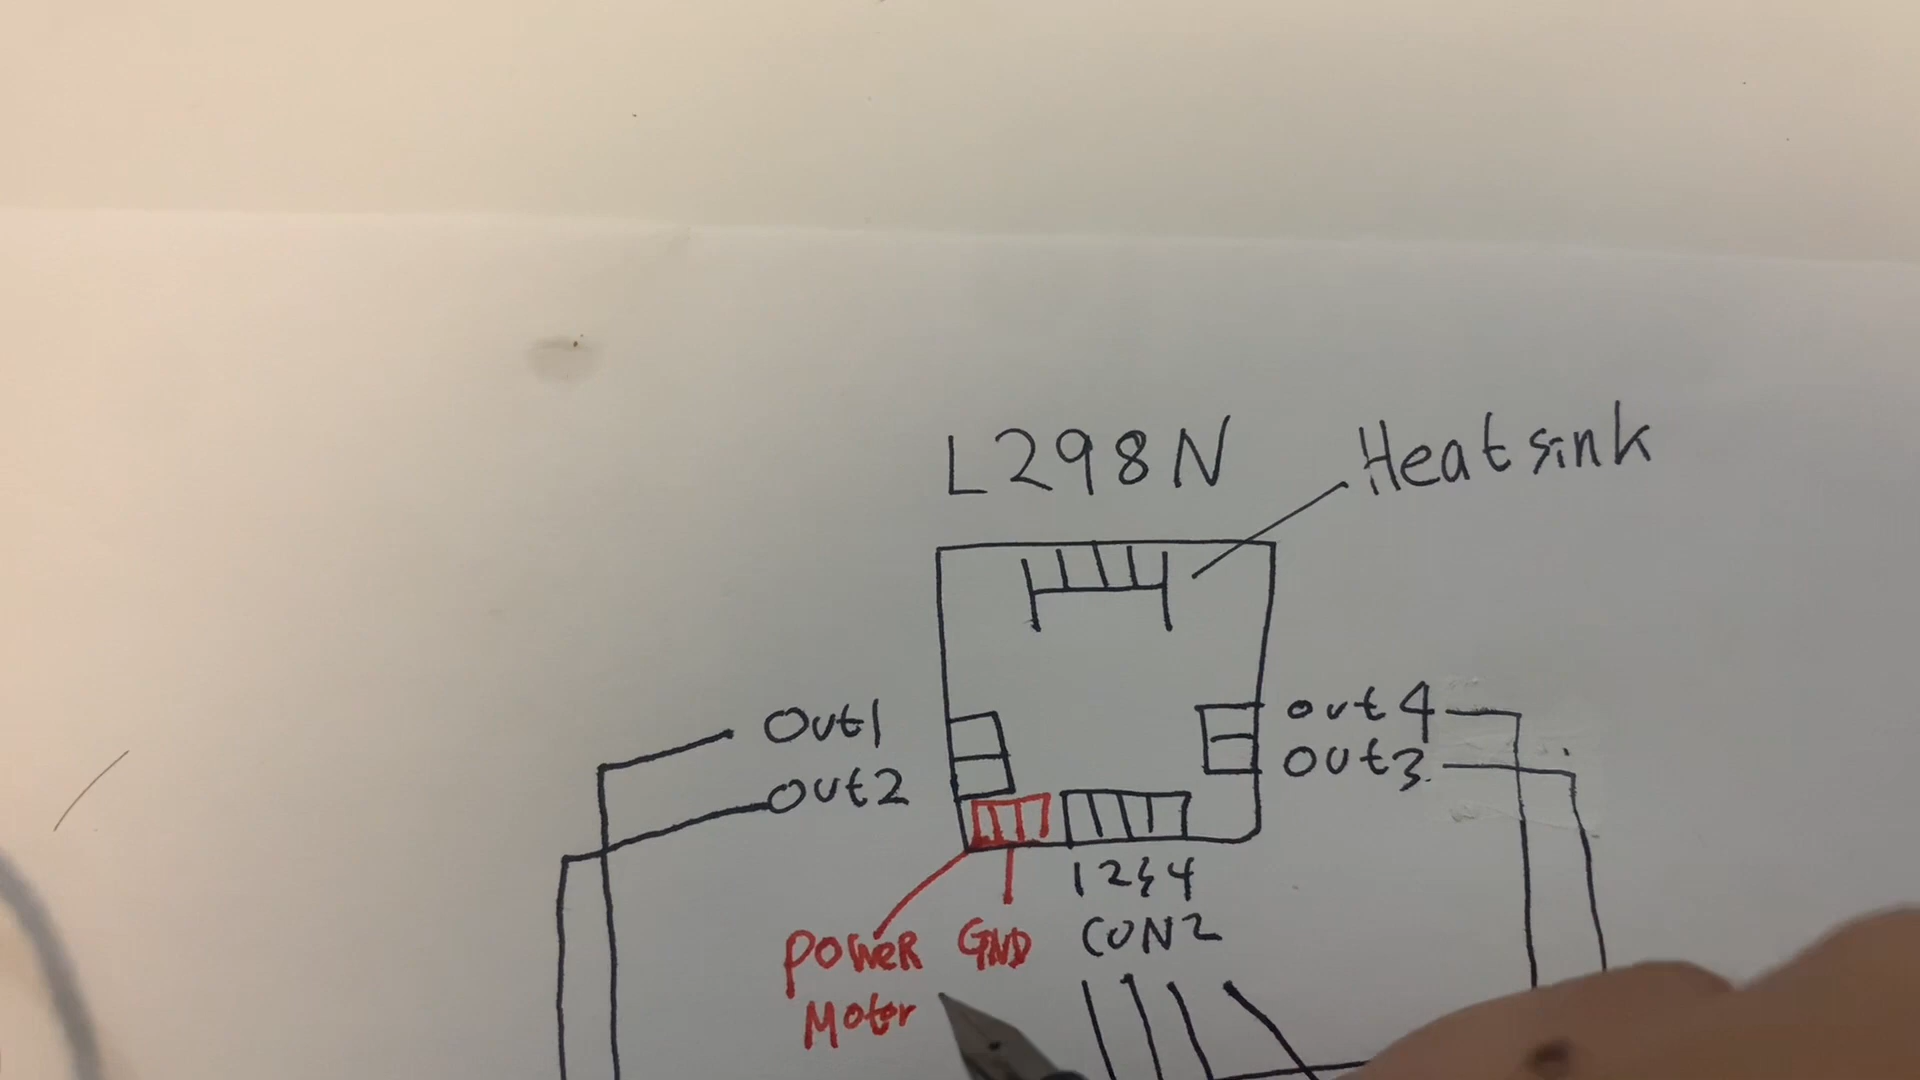 L298N
Heatsink
Out1
Out2
out4
out3
1234
CON2
POWER GND
Motor